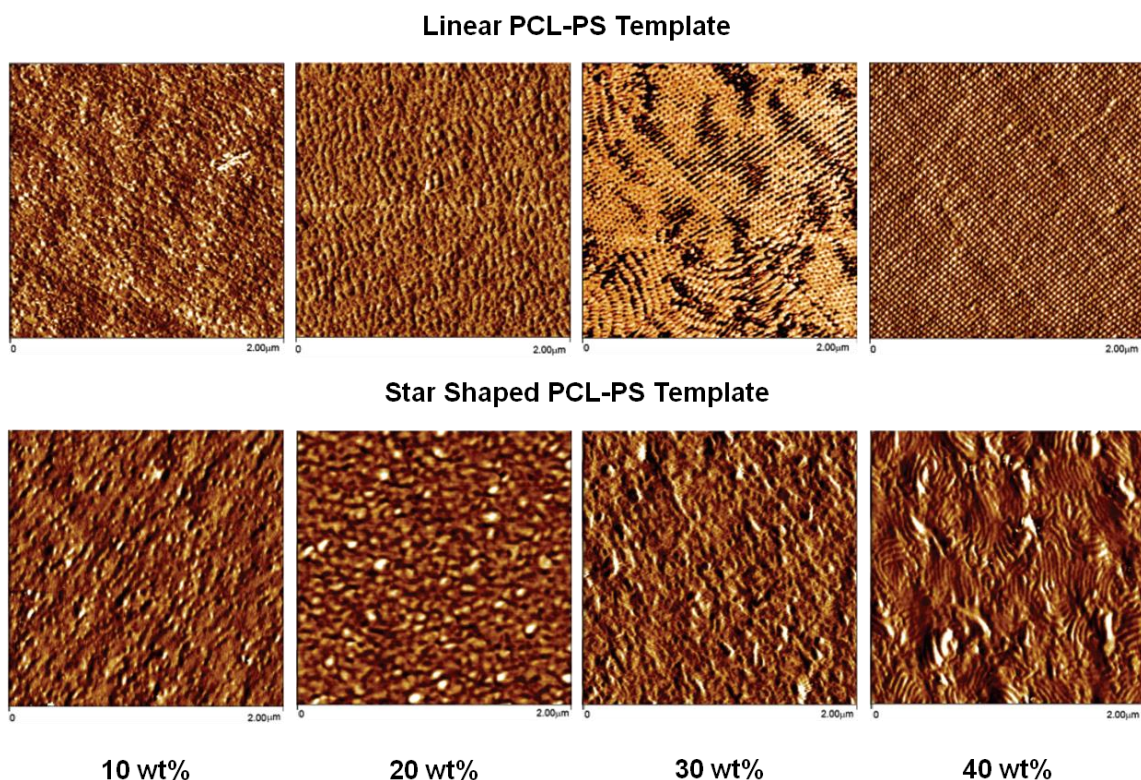 Linear PCL-PS Template
0 2.00µm 0 2.00µm 0 2.00µm 0 2.00µm
Star Shaped PCL-PS Template
0 2.00µm 0 2.00µm 0 2.00µm 0 2.00µm
10 wt% 20 wt% 30 wt% 40 wt%